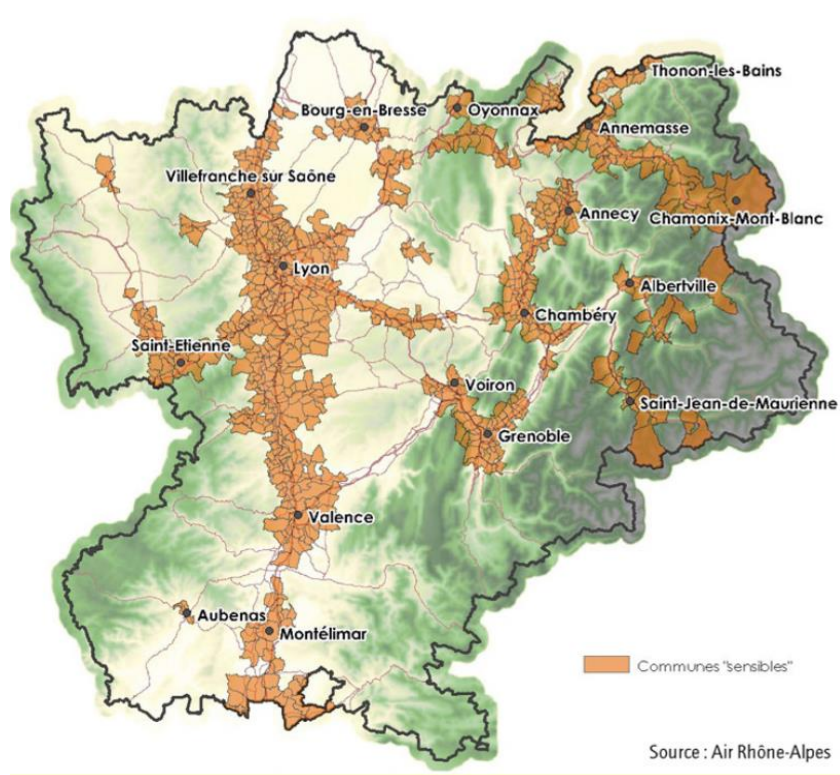 Thonon-les-Bains
Bourg-en-Bresse
Oyonnax
Annemasse
Villefranche sur Saône
Annecy
Chamonix-Mont-Blanc
Lyon
Albertville
Chambéry
Saint-Etienne
Voiron
Saint-Jean-de-Maurienne
Grenoble
Valence
Aubenas
Montélimar
Communes "sensibles"
Source : Air Rhône-Alpes